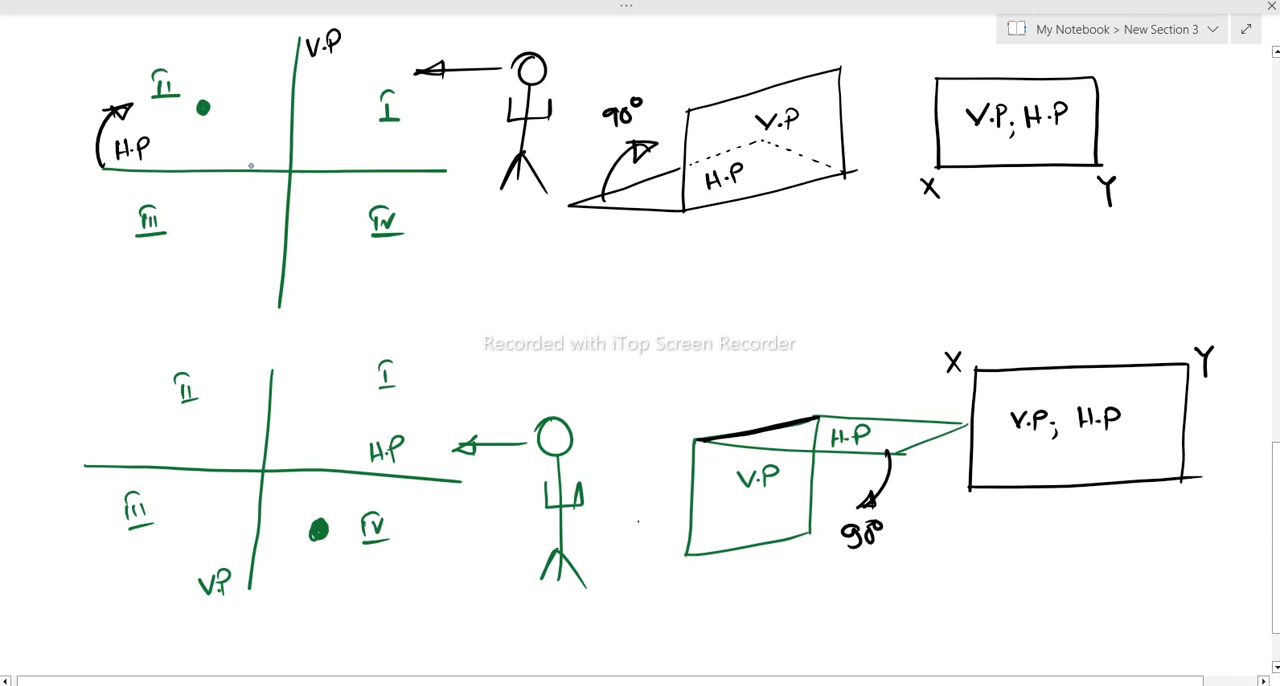 My Notebook > New Section 3
V.P
II
I
H.P
III
IV
90°
V.P
H.P
V.P; H.P
X
Y
Recorded with iTop Screen Recorder
II
I
H.P
III
IV
V.P
H.P
V.P
90°
X
Y
V.P; H.P